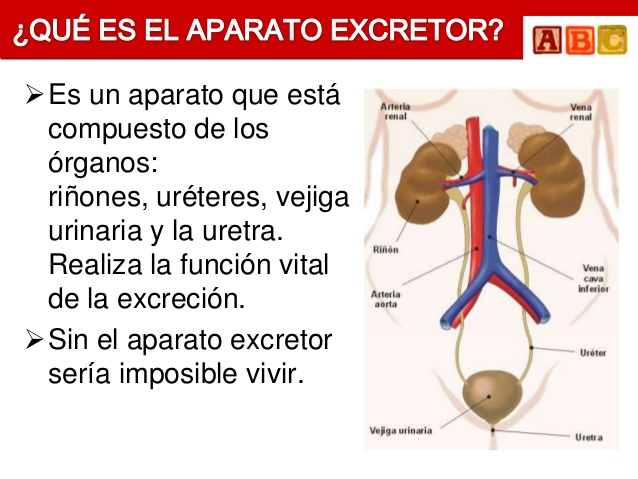 ¿QUÉ ES EL APARATO EXCRETOR?
A B C
➢Es un aparato que está
compuesto de los
órganos:
riñones, uréteres, vejiga
urinaria y la uretra.
Realiza la función vital
de la excreción.
➢Sin el aparato excretor
sería imposible vivir.
Arteria
renal
Vena
renal
Riñón
Arteria
aorta
Vena
cava
inferior
Uréter
Vejiga urinaria
Uretra